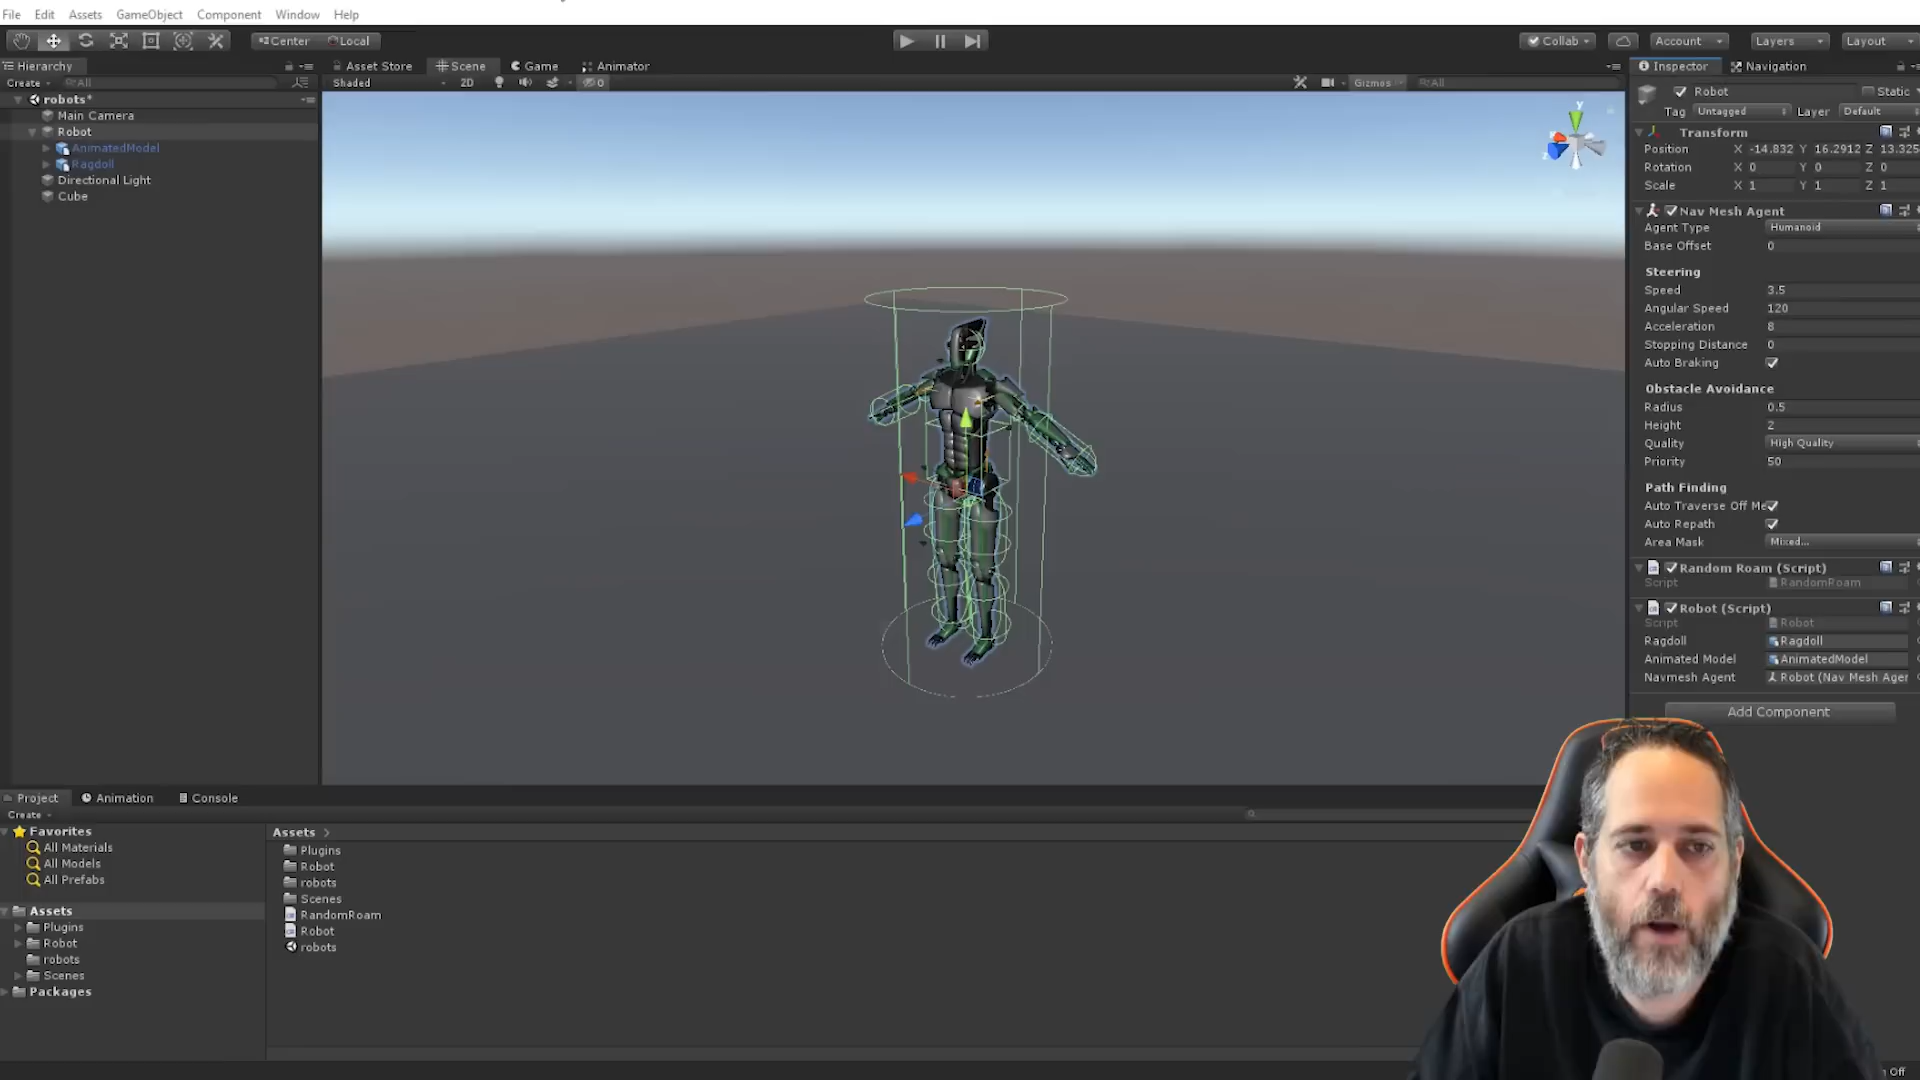 File Edit Assets GameObject Component Window Help
Center Local
Collab Account Layers Layout
Hierarchy
Asset Store Scene Game Animator
Inspector Navigation
Create All
Shaded 2D 0 Gizmos All
robots*
Main Camera
Robot
AnimatedModel
Ragdoll
Directional Light
Cube
y
Robot Static
Tag Untagged Layer Default
Transform
Position X -14.832 Y 16.2912 Z 13.325
Rotation X 0 Y 0 Z 0
Scale X 1 Y 1 Z 1
Nav Mesh Agent
Agent Type Humanoid
Base Offset 0
Steering
Speed 3.5
Angular Speed 120
Acceleration 8
Stopping Distance 0
Auto Braking
Obstacle Avoidance
Radius 0.5
Height 2
Quality High Quality
Priority 50
Path Finding
Auto Traverse Off Me
Auto Repath
Area Mask Mixed...
Random Roam (Script)
Script RandomRoam
Robot (Script)
Script Robot
Ragdoll Ragdoll
Animated Model AnimatedModel
Navmesh Agent Robot (Nav Mesh Ager
Add Component
Project Animation Console
Create
Favorites
All Materials
All Models
All Prefabs
Assets
Plugins
Robot
robots
Scenes
Packages
Assets
Plugins
Robot
robots
Scenes
RandomRoam
Robot
robots
Off